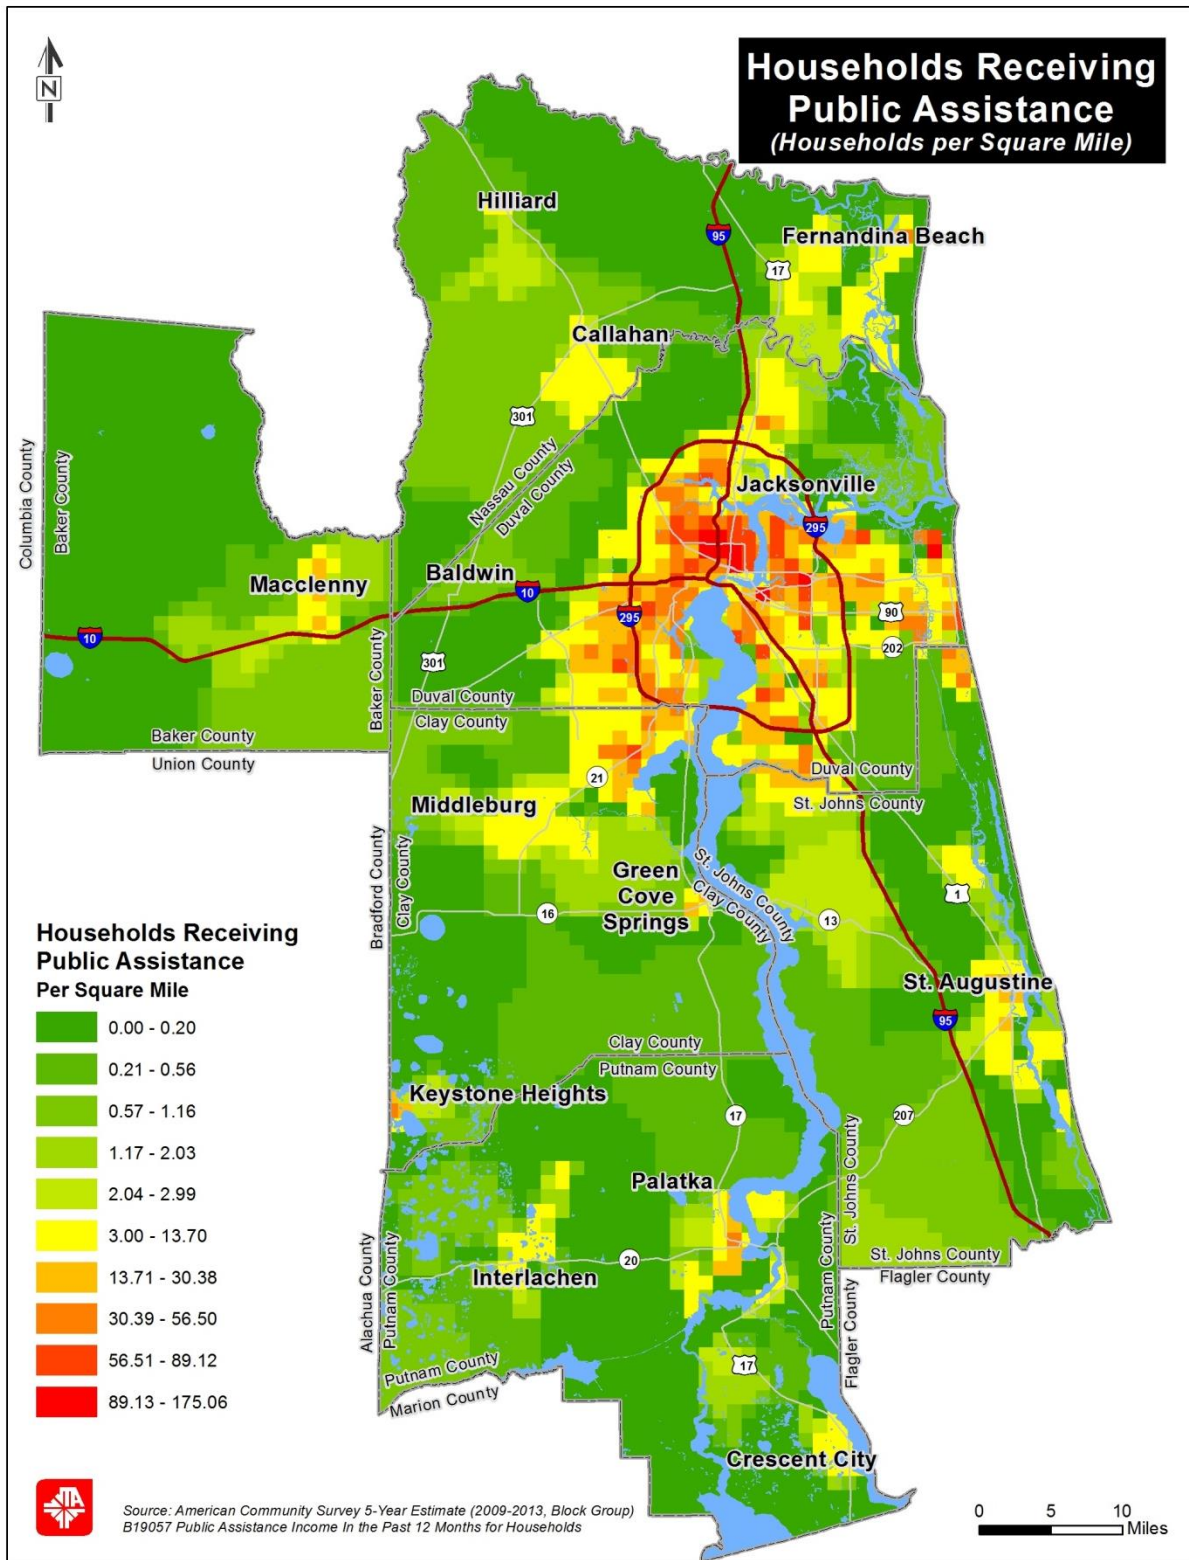 Households Receiving
Public Assistance
(Households per Square Mile)
N
Hilliard
95
Fernandina Beach
17
Callahan
301
Nassau County
Duval County
Columbia County
Baker County
Jacksonville
295
Macclenny
Baldwin
10
10
295
90
202
301
Baker County
Duval County
Clay County
Baker County
Union County
21
Duval County
St. Johns County
Middleburg
Bradford County
Clay County
Green
Cove
Springs
St. Johns County
Clay County
16
13
1
St. Augustine
95
Clay County
Putnam County
Keystone Heights
17
207
Palatka
St. Johns County
Putnam County
Alachua County
Putnam County
20
Interlachen
St. Johns County
Flagler County
Flagler County
17
Putnam County
Marion County
Crescent City
Households Receiving
Public Assistance
Per Square Mile
0.00 - 0.20
0.21 - 0.56
0.57 - 1.16
1.17 - 2.03
2.04 - 2.99
3.00 - 13.70
13.71 - 30.38
30.39 - 56.50
56.51 - 89.12
89.13 - 175.06
JTA
Source: American Community Survey 5-Year Estimate (2009-2013, Block Group)
B19057 Public Assistance Income In the Past 12 Months for Households
0 5 10
Miles